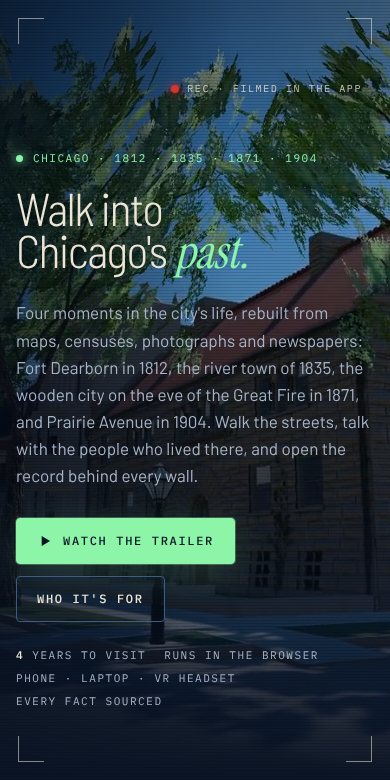 REC · FILMED IN THE APP
CHICAGO · 1812 · 1835 · 1871 · 1904
Walk into
Chicago's past.
Four moments in the city's life, rebuilt from
maps, censuses, photographs and newspapers:
Fort Dearborn in 1812, the river town of 1835, the
wooden city on the eve of the Great Fire in 1871,
and Prairie Avenue in 1904. Walk the streets, talk
with the people who lived there, and open the
record behind every wall.
▶ WATCH THE TRAILER
WHO IT'S FOR
4 YEARS TO VISIT RUNS IN THE BROWSER
PHONE · LAPTOP · VR HEADSET
EVERY FACT SOURCED